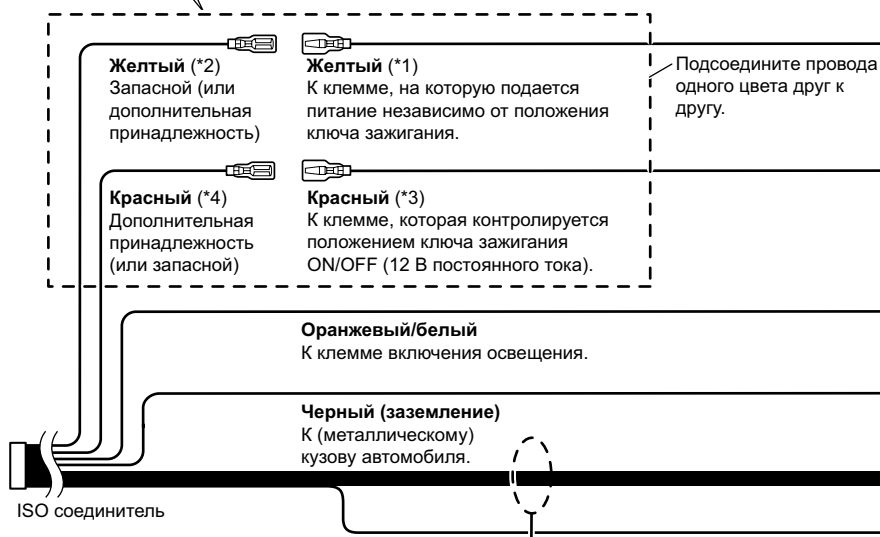 Желтый (*2)
Запасной (или
дополнительная
принадлежность)
Желтый (*1)
К клемме, на которую подается
питание независимо от положения
ключа зажигания.
Подсоедините провода
одного цвета друг к
другу.
Красный (*4)
Дополнительная
принадлежность
(или запасной)
Красный (*3)
К клемме, которая контролируется
положением ключа зажигания
ON/OFF (12 В постоянного тока).
Оранжевый/белый
К клемме включения освещения.
Черный (заземление)
К (металлическому)
кузову автомобиля.
ISO соединитель